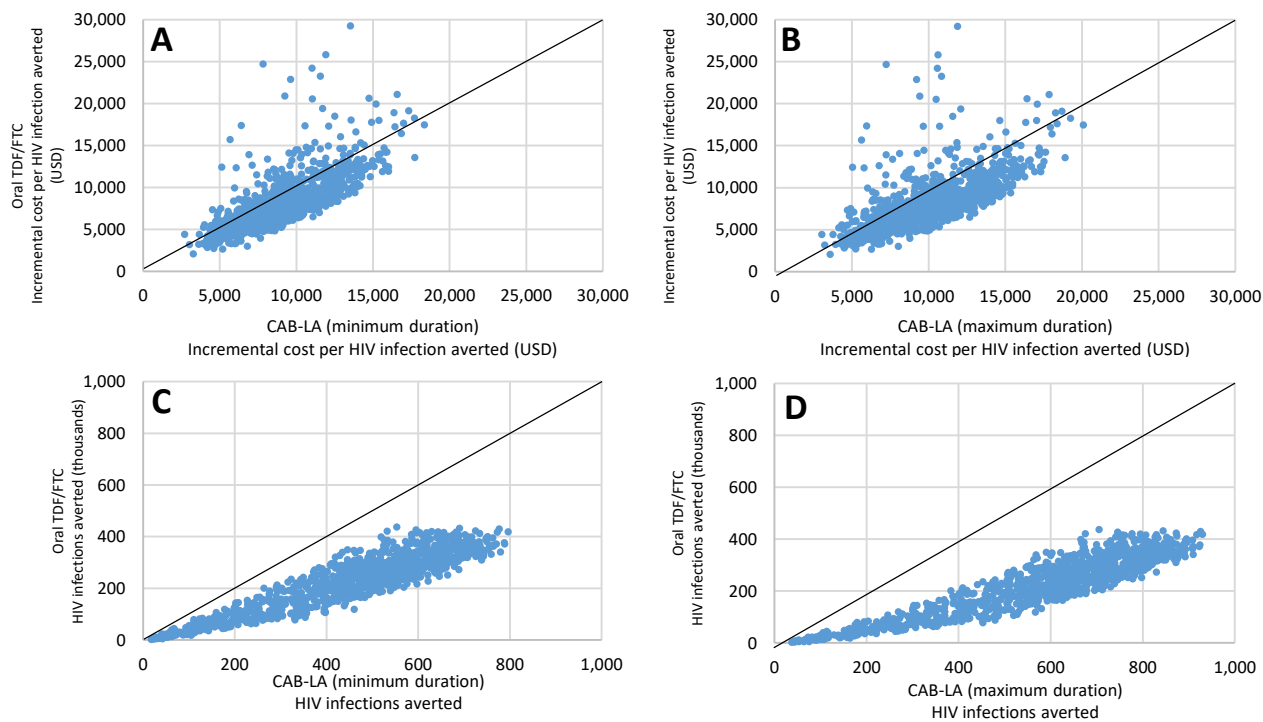 A
Oral TDF/FTC
Incremental cost per HIV infection averted
(USD)
30,000
25,000
20,000
15,000
10,000
5,000
0
0 5,000 10,000 15,000 20,000 25,000 30,000
CAB-LA (minimum duration)
Incremental cost per HIV infection averted (USD)
B
Oral TDF/FTC
Incremental cost per HIV infection averted
(USD)
30,000
25,000
20,000
15,000
10,000
5,000
0
0 5,000 10,000 15,000 20,000 25,000 30,000
CAB-LA (maximum duration)
Incremental cost per HIV infection averted (USD)
C
Oral TDF/FTC
HIV infections averted (thousands)
1,000
800
600
400
200
0
0 200 400 600 800 1,000
CAB-LA (minimum duration)
HIV infections averted
D
Oral TDF/FTC
HIV infections averted (thousands)
1,000
800
600
400
200
0
0 200 400 600 800 1,000
CAB-LA (maximum duration)
HIV infections averted